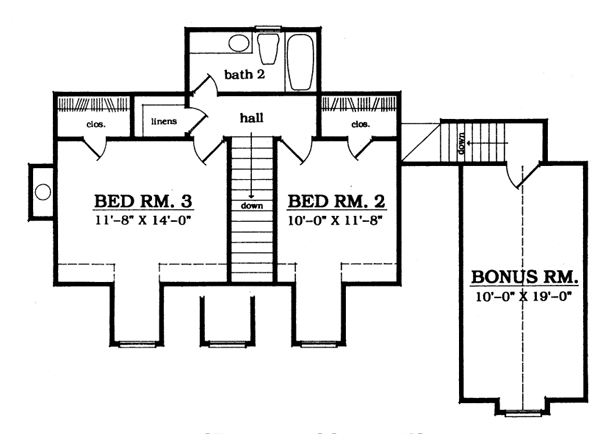 bath 2
clos.
linens
hall
clos.
down
BED RM. 3
11'-8" X 14'-0"
down
BED RM. 2
10'-0" X 11'-8"
BONUS RM.
10'-0" X 19'-0"